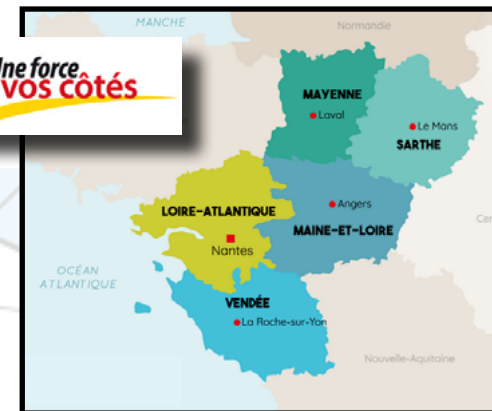 MANCHE
Normandie
Une force
vos côtés
MAYENNE
Laval
Le Mans
SARTHE
LOIRE-ATLANTIQUE
Angers
MAINE-ET-LOIRE
Nantes
OCÉAN
ATLANTIQUE
VENDÉE
La Roche-sur-Yon
Nouvelle-Aquitaine